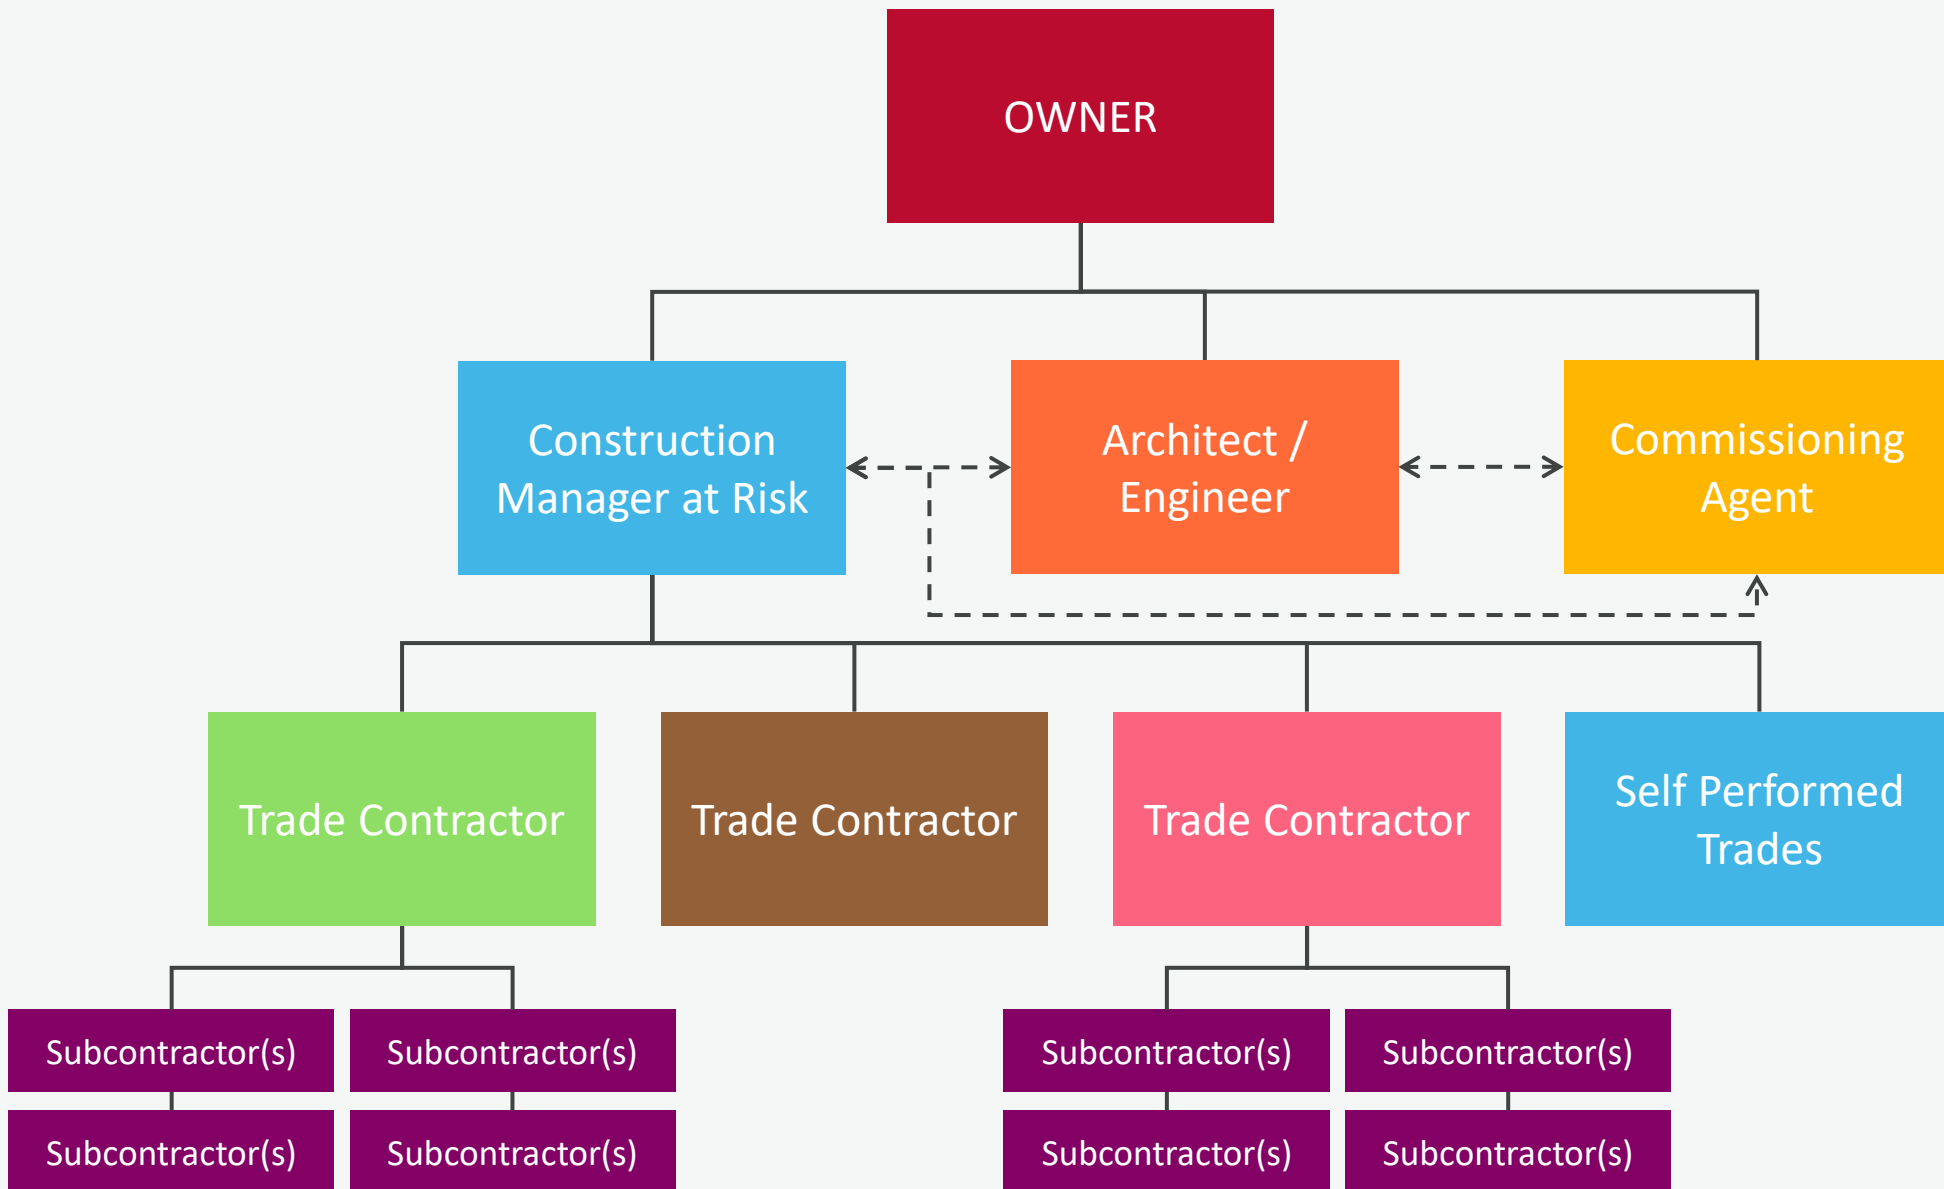 OWNER
Construction
Manager at Risk
Architect /
Engineer
Commissioning
Agent
Trade Contractor
Trade Contractor
Trade Contractor
Self Performed
Trades
Subcontractor(s)
Subcontractor(s)
Subcontractor(s)
Subcontractor(s)
Subcontractor(s)
Subcontractor(s)
Subcontractor(s)
Subcontractor(s)